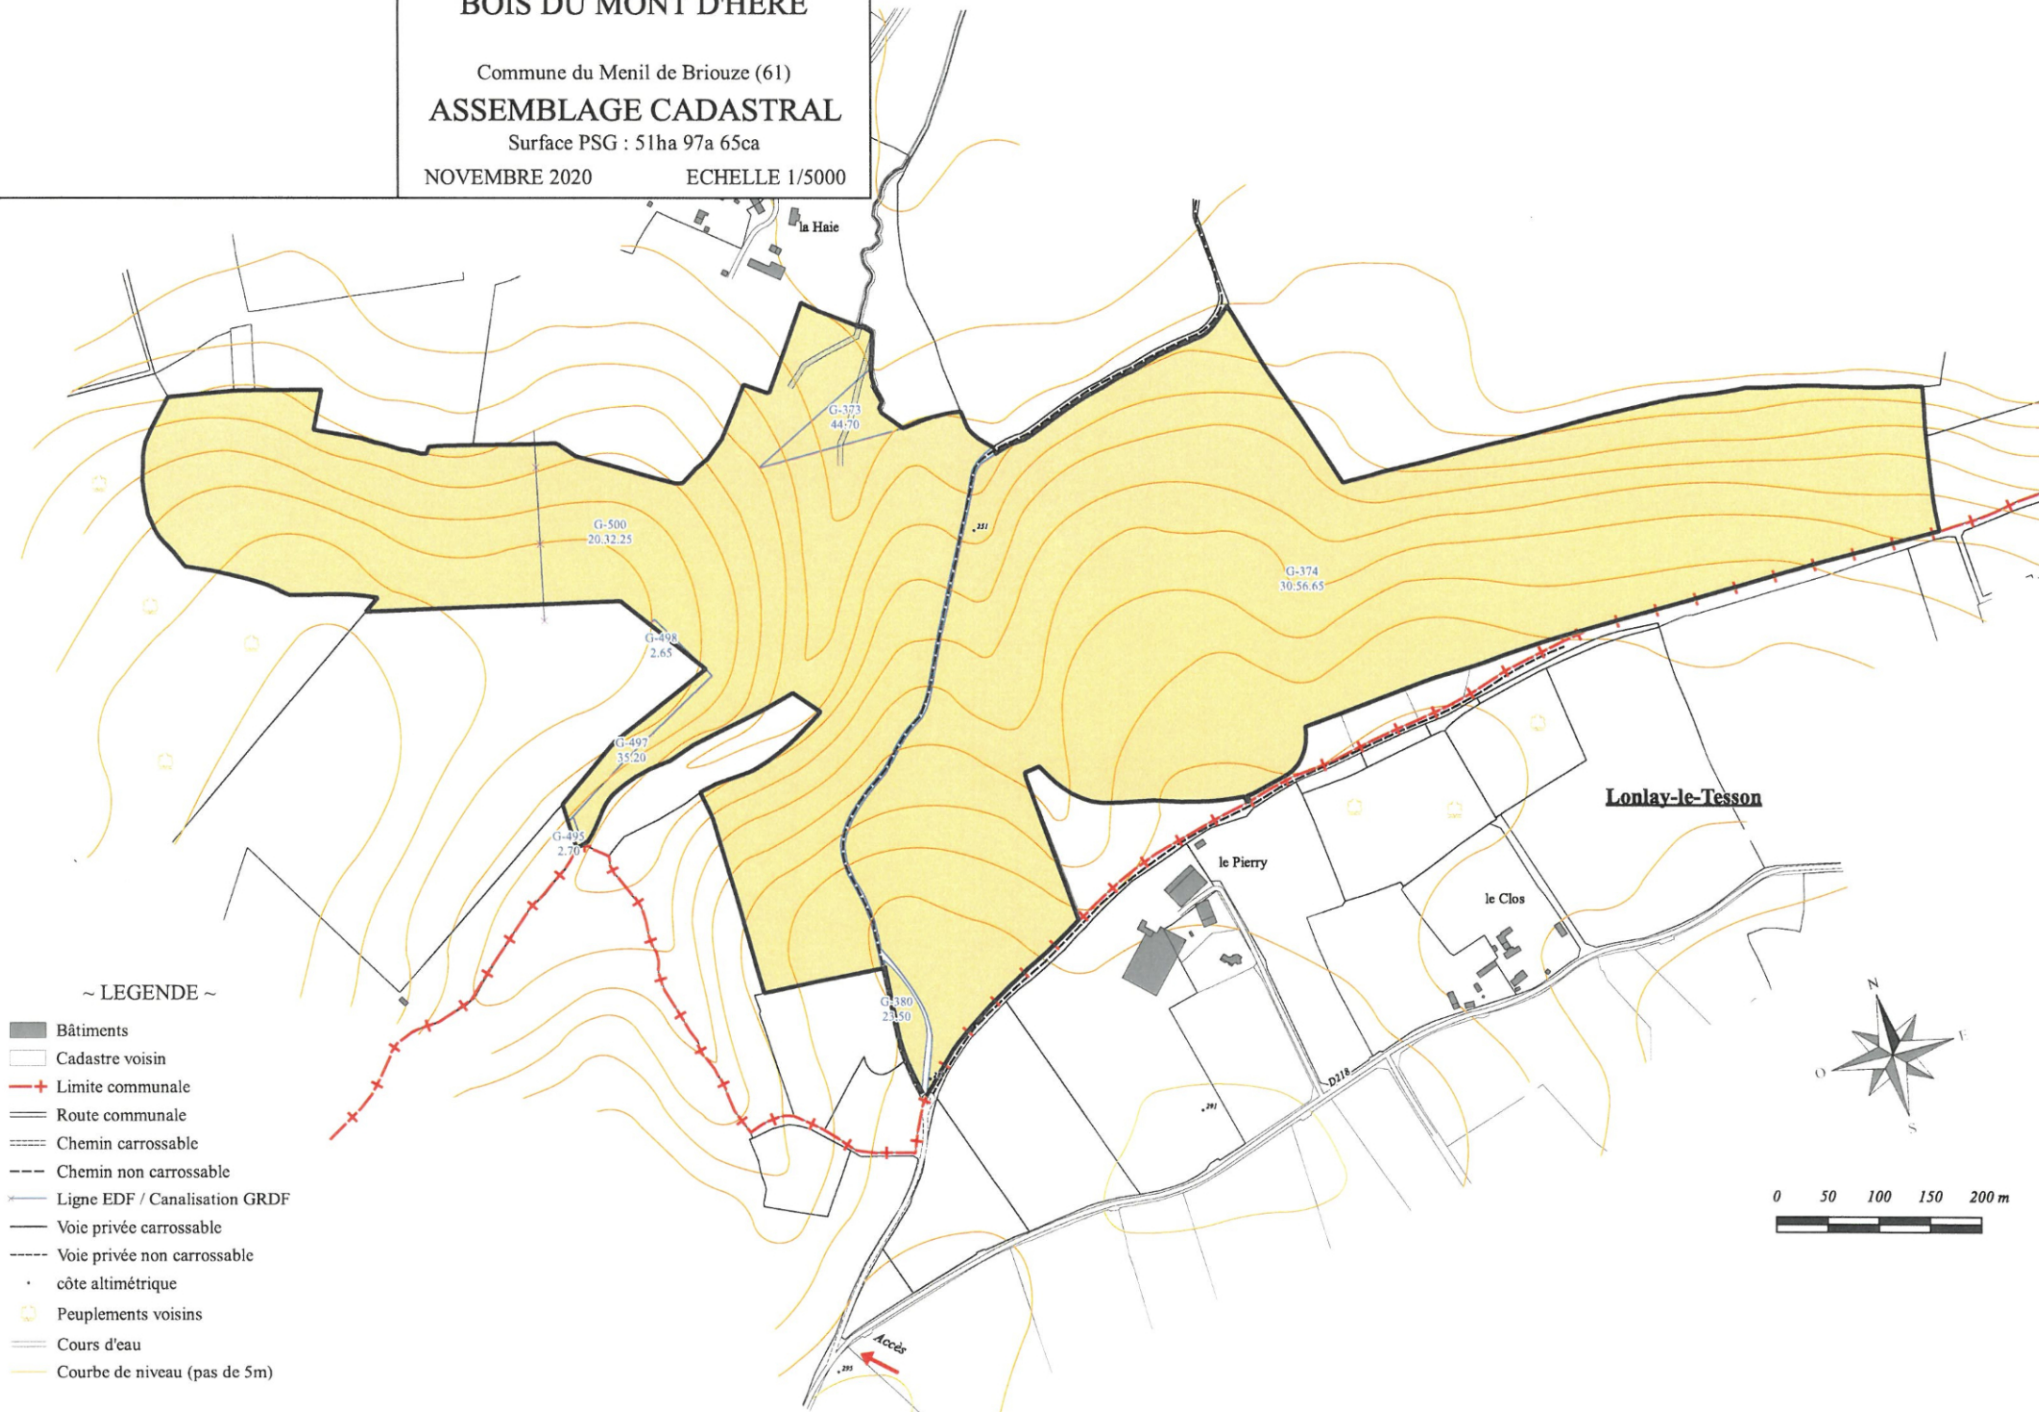 BOIS DU MONT D'HERE
Commune du Menil de Briouze (61)
ASSEMBLAGE CADASTRAL
Surface PSG : 51ha 97a 65ca
NOVEMBRE 2020 ECHELLE 1/5000
la Haie
G-373
44.70
G-500
20.32.25
251
G-374
30.56.65
G-498
2.65
G-497
35.20
G-495
2.70
Lonlay-le-Tesson
le Pierry
le Clos
G-380
23.50
D218
291
N
E
O
S
~ LEGENDE ~
Bâtiments
Cadastre voisin
Limite communale
Route communale
Chemin carrossable
Chemin non carrossable
Ligne EDF / Canalisation GRDF
Voie privée carrossable
Voie privée non carrossable
côte altimétrique
Peuplements voisins
Cours d'eau
Courbe de niveau (pas de 5m)
0 50 100 150 200 m
Accès
295